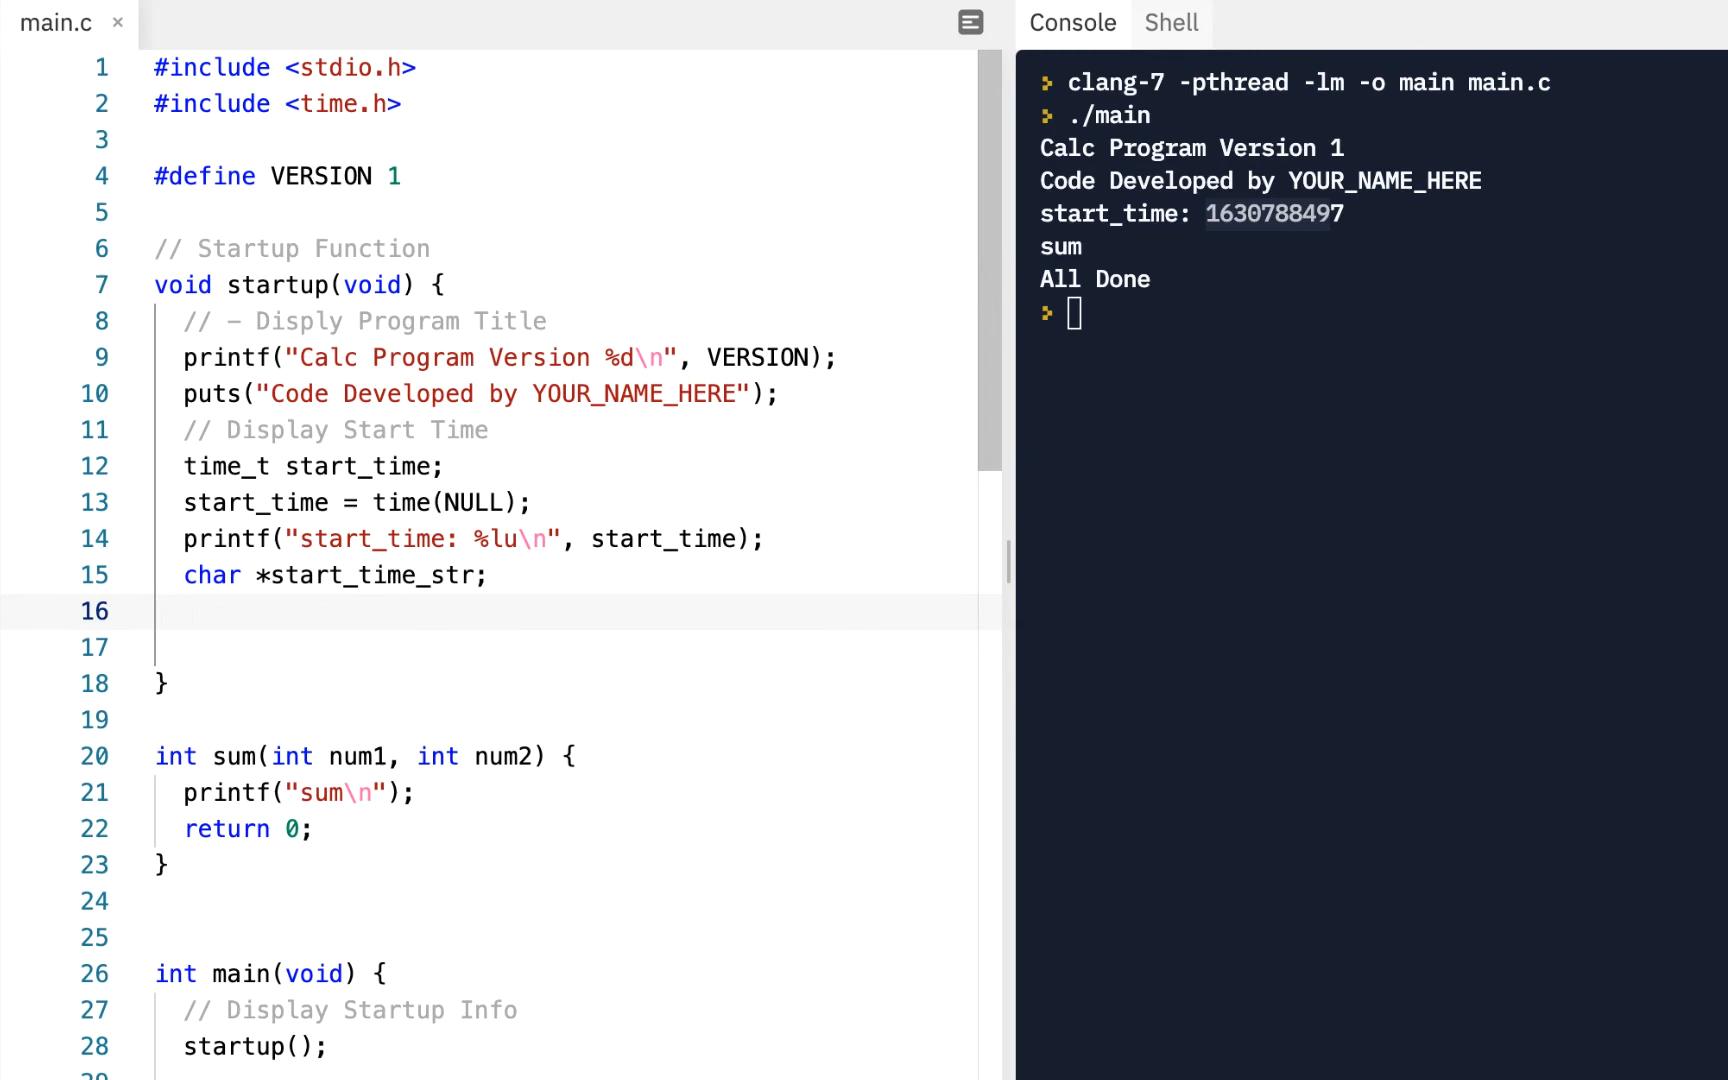 main.c ×
1 #include <stdio.h>
2 #include <time.h>
3
4 #define VERSION 1
5
6 // Startup Function
7 void startup(void) {
8 // – Disply Program Title
9 printf("Calc Program Version %d\n", VERSION);
10 puts("Code Developed by YOUR_NAME_HERE");
11 // Display Start Time
12 time_t start_time;
13 start_time = time(NULL);
14 printf("start_time: %lu\n", start_time);
15 char *start_time_str;
16
17
18 }
19
20 int sum(int num1, int num2) {
21 printf("sum\n");
22 return 0;
23 }
24
25
26 int main(void) {
27 // Display Startup Info
28 startup();
29
Console Shell
clang-7 -pthread -lm -o main main.c
./main
Calc Program Version 1
Code Developed by YOUR_NAME_HERE
start_time: 1630788497
sum
All Done